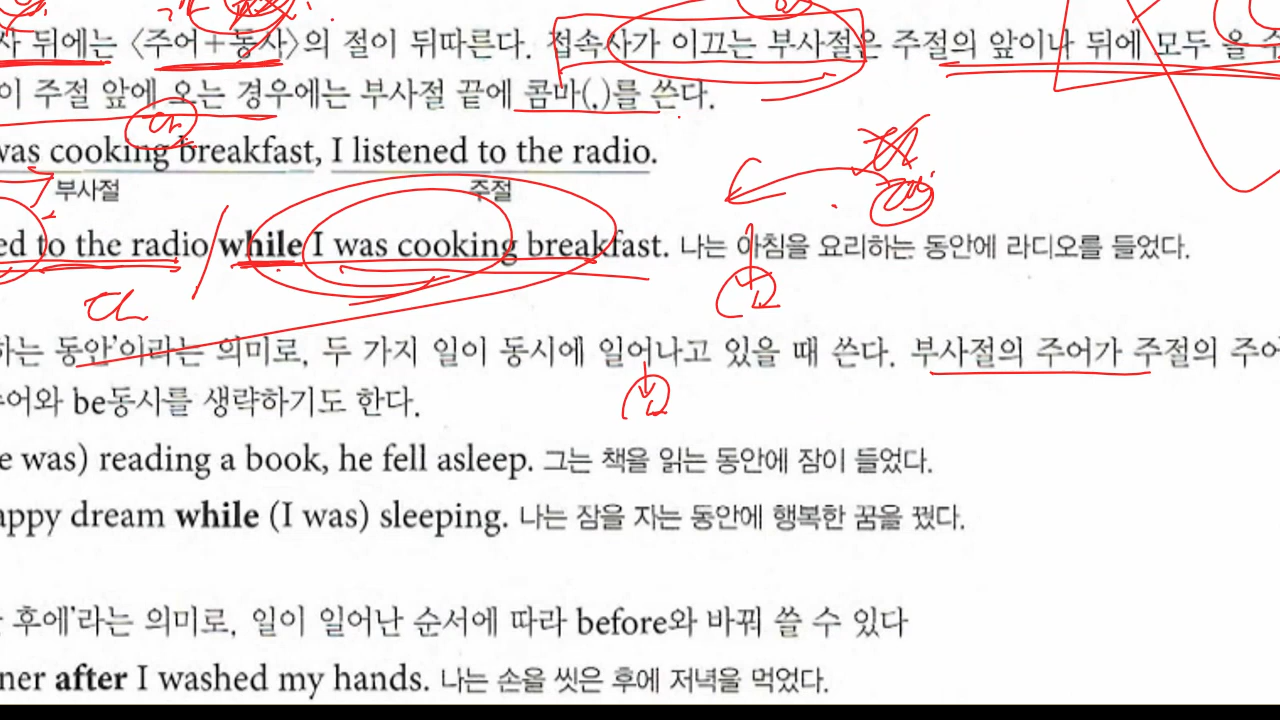 사 뒤에는 〈주어+동사〉의 절이 뒤따른다. 접속사가 이끄는 부사절은 주절의 앞이나 뒤에 모두 올 수
이 주절 앞에 오는 경우에는 부사절 끝에 콤마(,)를 쓴다.
was cooking breakfast, I listened to the radio.
부사절 주절
ed to the radio while I was cooking breakfast. 나는 아침을 요리하는 동안에 라디오를 들었다.
하는 동안'이라는 의미로, 두 가지 일이 동시에 일어나고 있을 때 쓴다. 부사절의 주어가 주절의 주어
주어와 be동사를 생략하기도 한다.
e was) reading a book, he fell asleep. 그는 책을 읽는 동안에 잠이 들었다.
appy dream while (I was) sleeping. 나는 잠을 자는 동안에 행복한 꿈을 꿨다.
후에'라는 의미로, 일이 일어난 순서에 따라 before와 바꿔 쓸 수 있다
ner after I washed my hands. 나는 손을 씻은 후에 저녁을 먹었다.